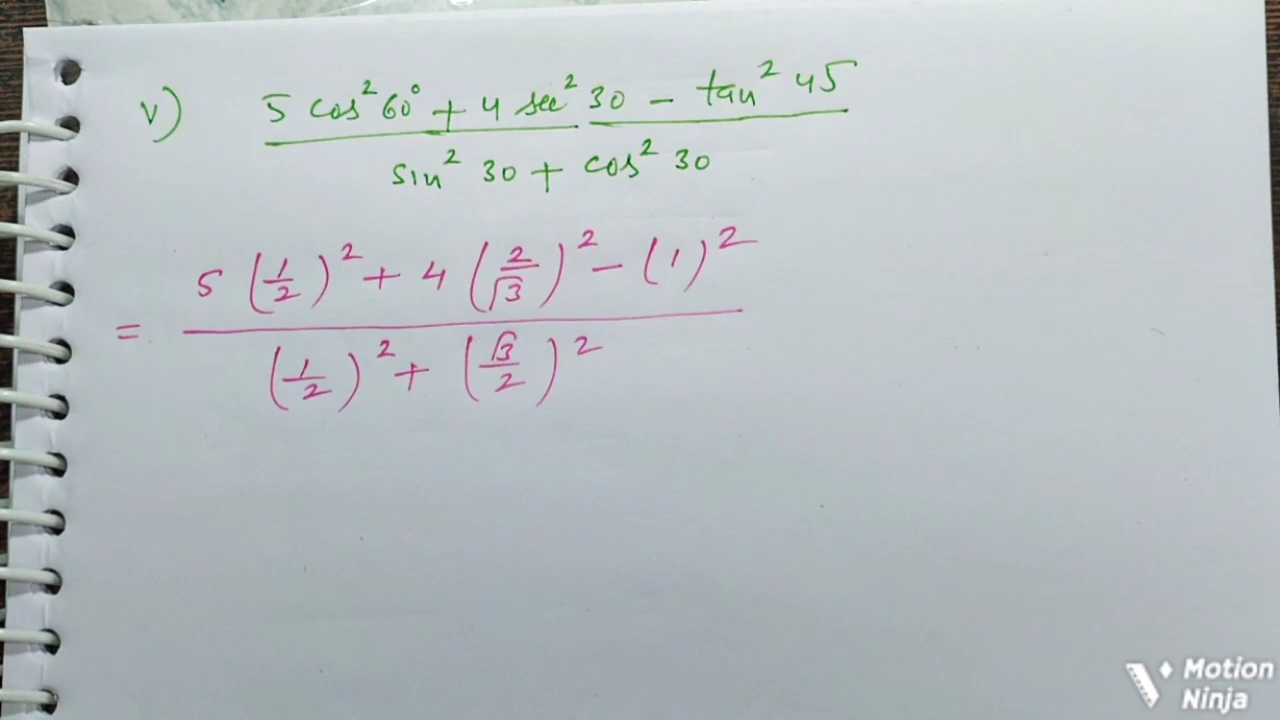 v) 5 cos² 60° + 4 sec² 30 – tan² 45
sin² 30 + cos² 30
5 (1/2)² + 4 (2/√3)² – (1)²
=
(1/2)² + (√3/2)²
Motion
Ninja